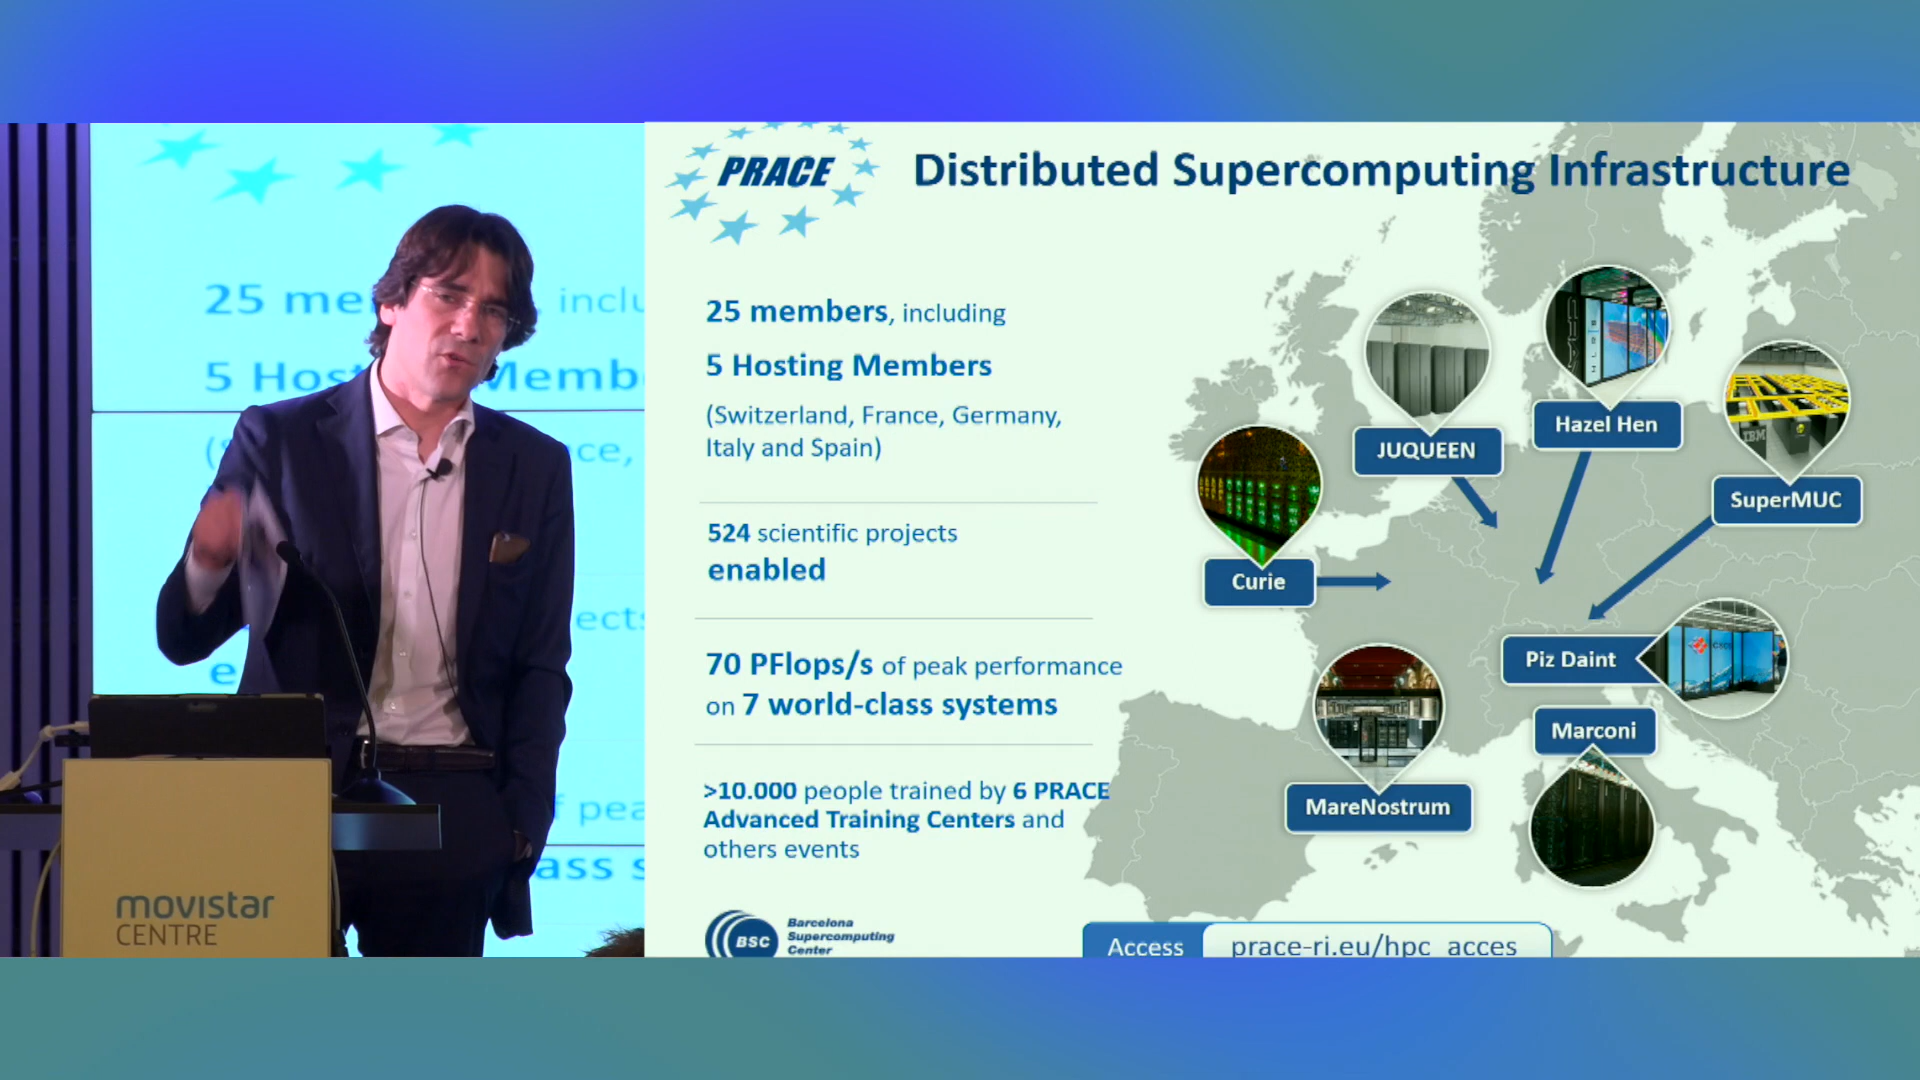 PRACE
Distributed Supercomputing Infrastructure
25 members, including
5 Hosting Members
(Switzerland, France, Germany,
Italy and Spain)
524 scientific projects
enabled
70 PFlops/s of peak performance
on 7 world-class systems
>10.000 people trained by 6 PRACE
Advanced Training Centers and
others events
BSC
Barcelona
Supercomputing
Center
JUQUEEN
Hazel Hen
SuperMUC
Curie
Piz Daint
Marconi
MareNostrum
IBM
Access
prace-ri.eu/hpc_acces
25 me
inclu
5 Host Memb
ce,
ects
e
f pea
ass s
movistar
CENTRE